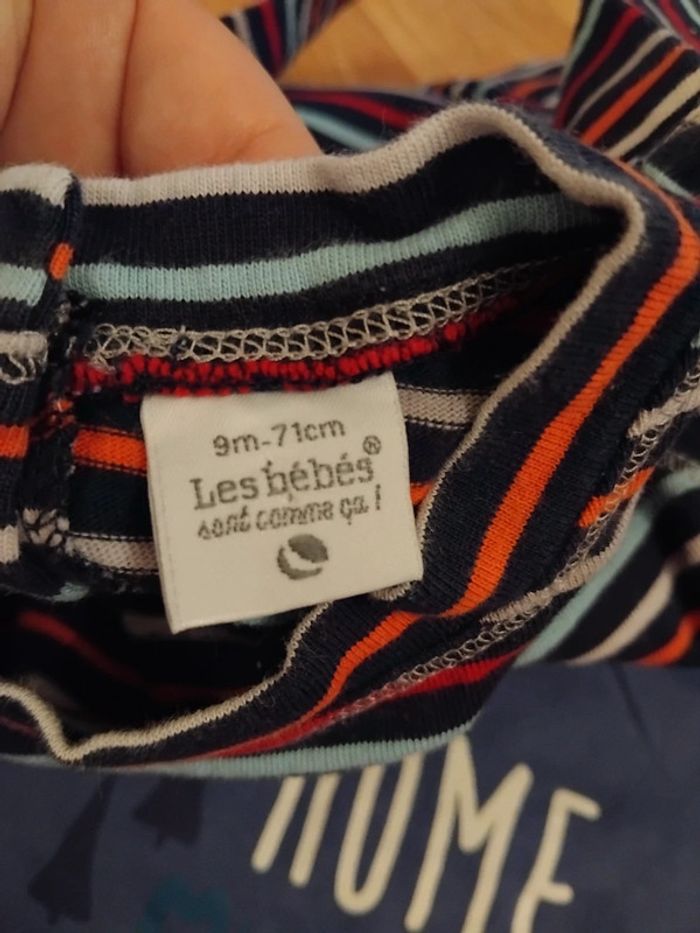 9m-71cm
Les bébés®
sont comme ça !
HOME